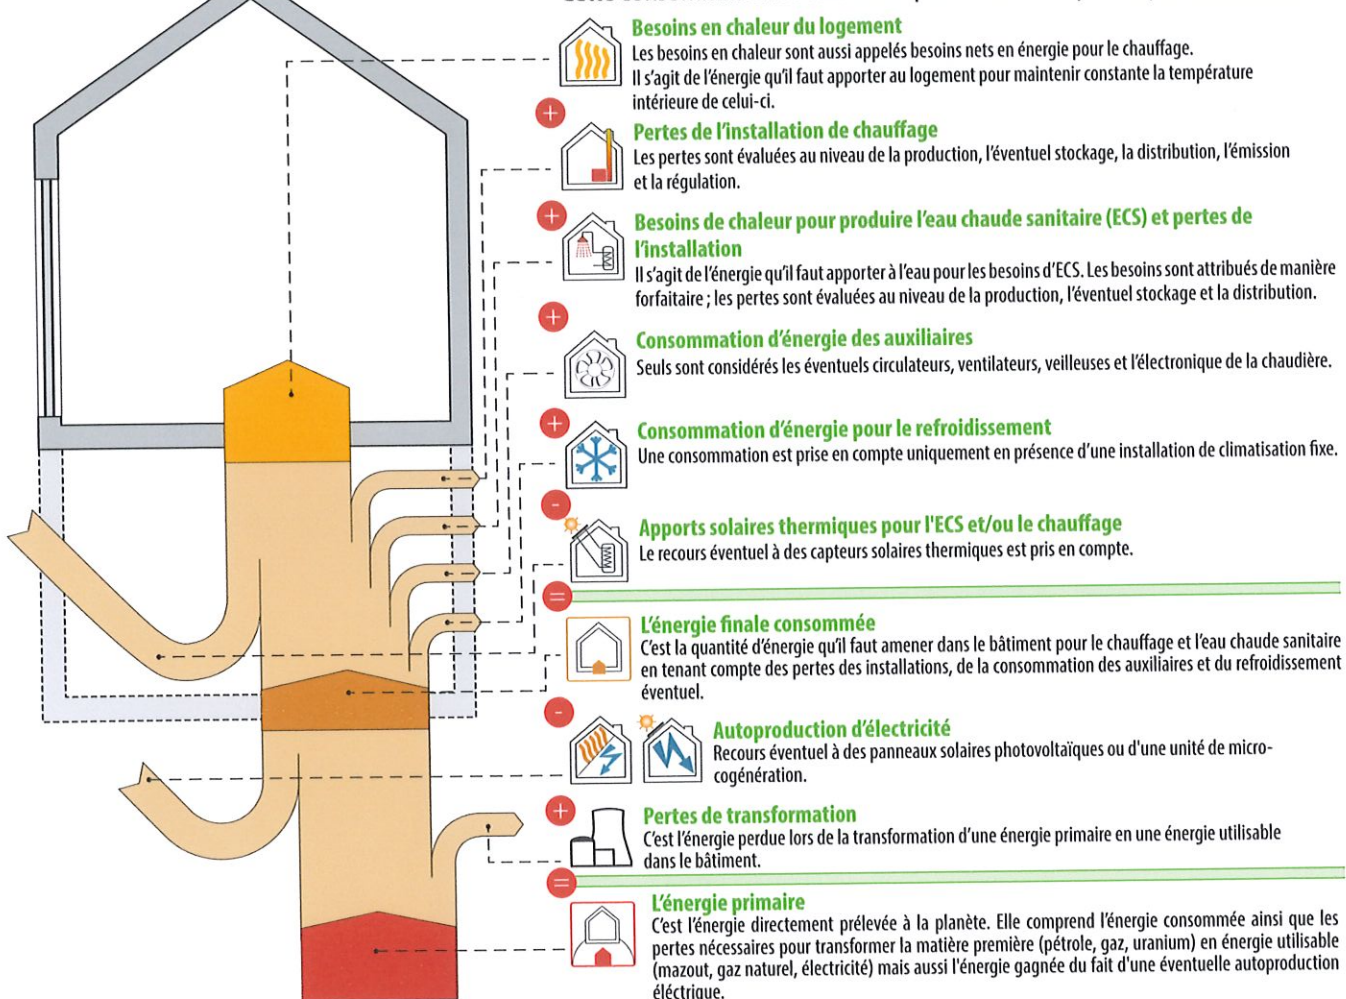 Besoins en chaleur du logement
Les besoins en chaleur sont aussi appelés besoins nets en énergie pour le chauffage.
Il s'agit de l'énergie qu'il faut apporter au logement pour maintenir constante la température
intérieure de celui-ci.
+
Pertes de l'installation de chauffage
Les pertes sont évaluées au niveau de la production, l'éventuel stockage, la distribution, l'émission
et la régulation.
+
Besoins de chaleur pour produire l'eau chaude sanitaire (ECS) et pertes de
l'installation
Il s'agit de l'énergie qu'il faut apporter à l'eau pour les besoins d'ECS. Les besoins sont attribués de manière
forfaitaire ; les pertes sont évaluées au niveau de la production, l'éventuel stockage et la distribution.
+
Consommation d'énergie des auxiliaires
Seuls sont considérés les éventuels circulateurs, ventilateurs, veilleuses et l'électronique de la chaudière.
+
Consommation d'énergie pour le refroidissement
Une consommation est prise en compte uniquement en présence d'une installation de climatisation fixe.
-
Apports solaires thermiques pour l'ECS et/ou le chauffage
Le recours éventuel à des capteurs solaires thermiques est pris en compte.
=
L'énergie finale consommée
C'est la quantité d'énergie qu'il faut amener dans le bâtiment pour le chauffage et l'eau chaude sanitaire
en tenant compte des pertes des installations, de la consommation des auxiliaires et du refroidissement
éventuel.
-
Autoproduction d'électricité
Recours éventuel à des panneaux solaires photovoltaïques ou d'une unité de micro-
cogénération.
+
Pertes de transformation
C'est l'énergie perdue lors de la transformation d'une énergie primaire en une énergie utilisable
dans le bâtiment.
=
L'énergie primaire
C'est l'énergie directement prélevée à la planète. Elle comprend l'énergie consommée ainsi que les
pertes nécessaires pour transformer la matière première (pétrole, gaz, uranium) en énergie utilisable
(mazout, gaz naturel, électricité) mais aussi l'énergie gagnée du fait d'une éventuelle autoproduction
éléctrique.